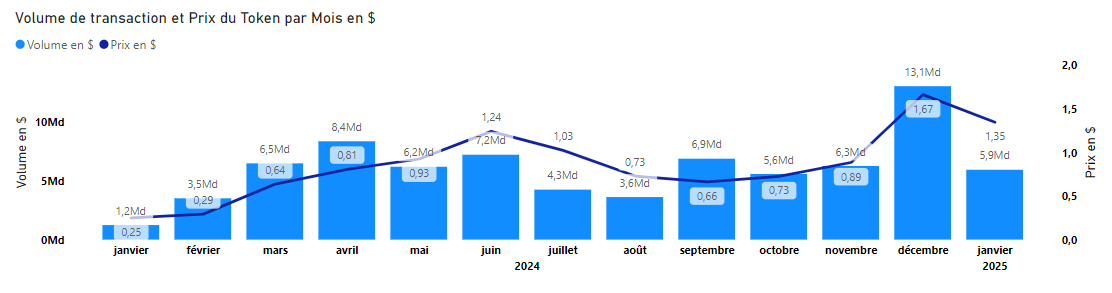 Volume de transaction et Prix du Token par Mois en $
Volume en $ Prix en $
Volume en $
10Md
5Md
0Md
1,2Md
3,5Md
6,5Md
8,4Md
6,2Md
7,2Md
4,3Md
3,6Md
6,9Md
5,6Md
6,3Md
13,1Md
5,9Md
0,25
0,29
0,64
0,81
0,93
1,24
1,03
0,73
0,66
0,73
0,89
1,67
1,35
2,0
1,5
1,0
0,5
0,0
Prix en $
janvier février mars avril mai juin juillet août septembre octobre novembre décembre janvier
2024 2025